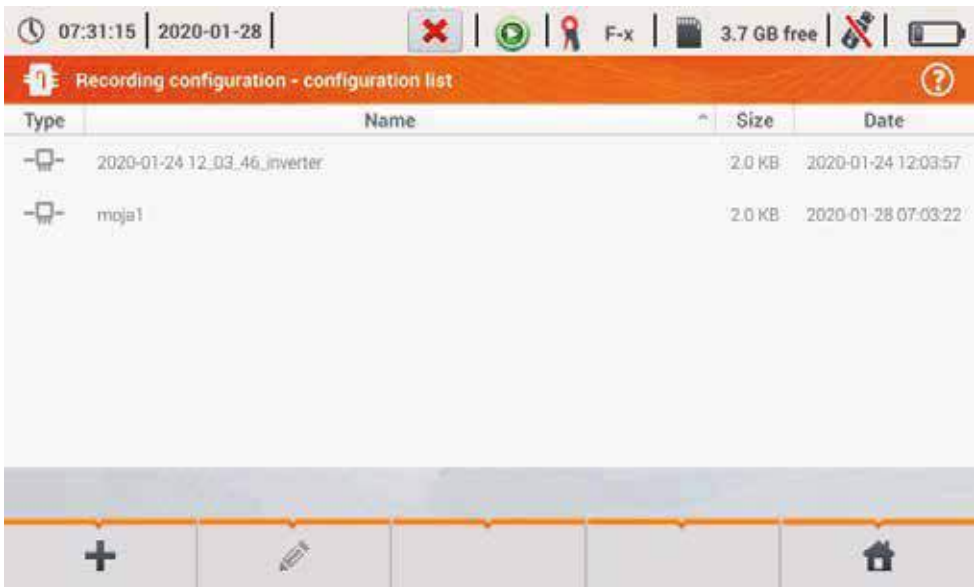 07:31:15 2020-01-28 F-x 3.7 GB free
Recording configuration - configuration list ?
Type Name Size Date
2020-01-24 12_03_46_inverter 2.0 KB 2020-01-24 12:03:57
moja1 2.0 KB 2020-01-28 07:03:22